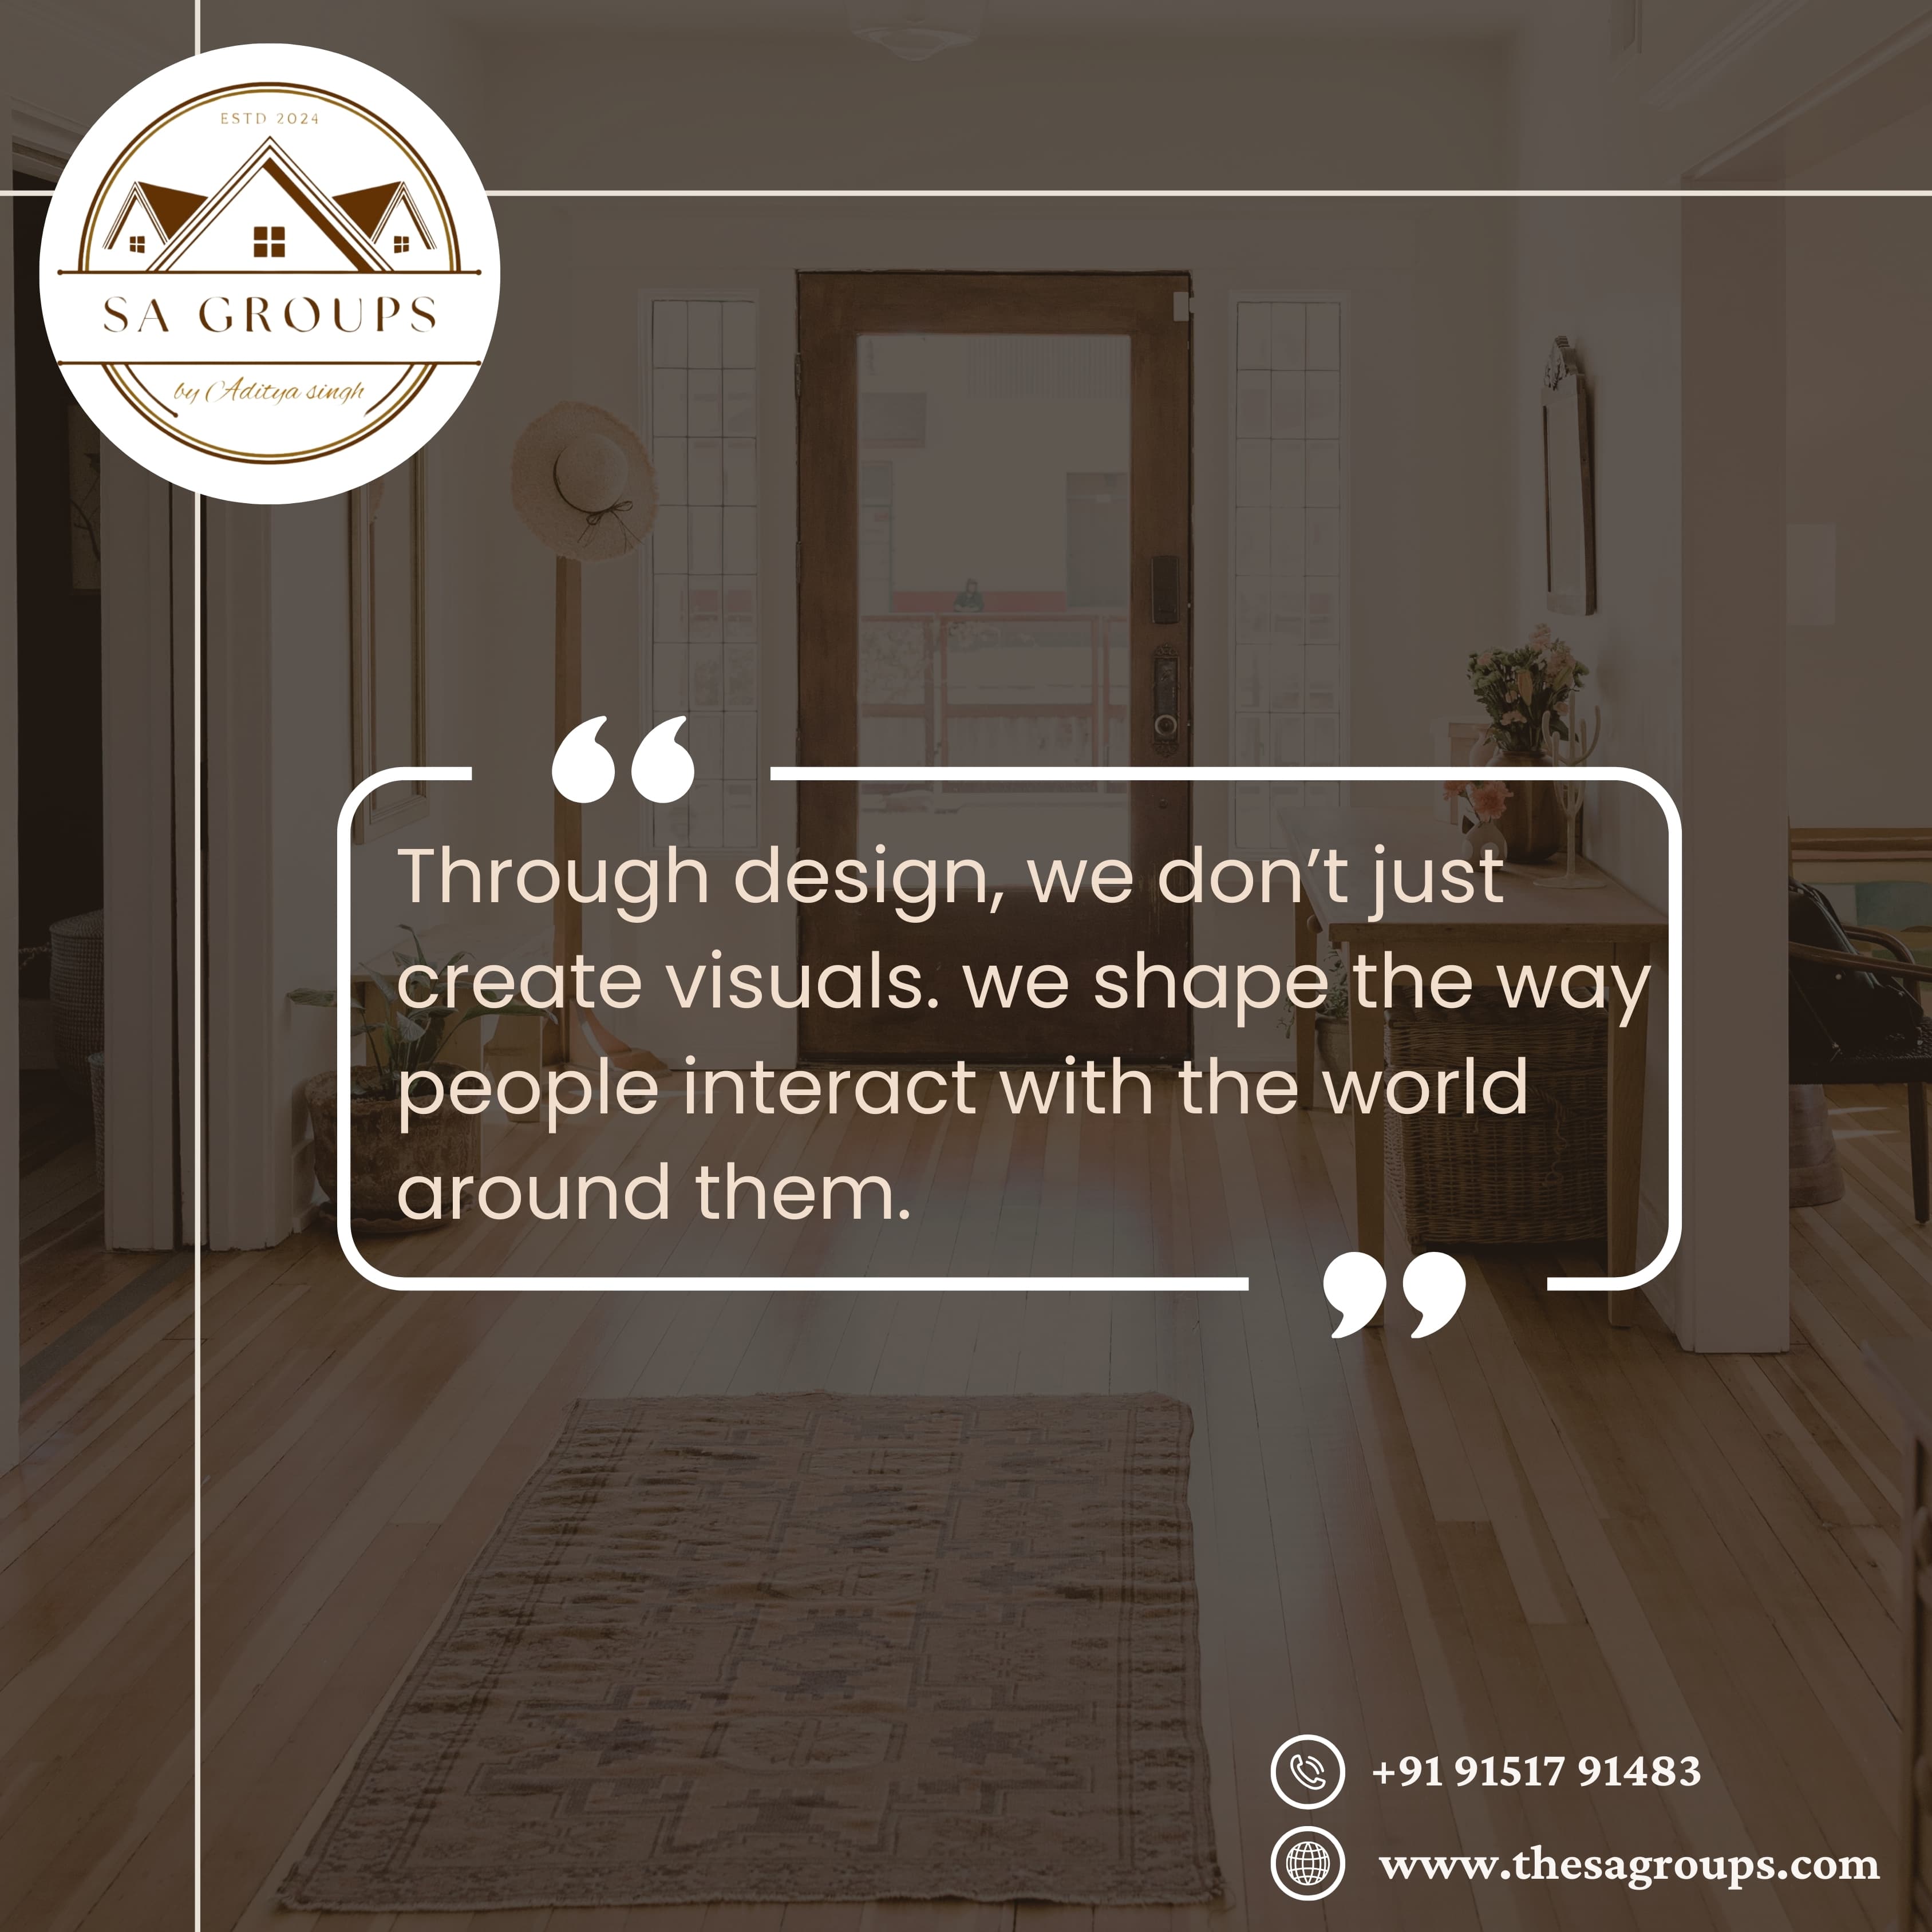 ESTD 2024
SA GROUPS
by Aditya singh
Through design, we don’t just
create visuals. we shape the way
people interact with the world
around them.
+91 91517 91483
www.thesagroups.com